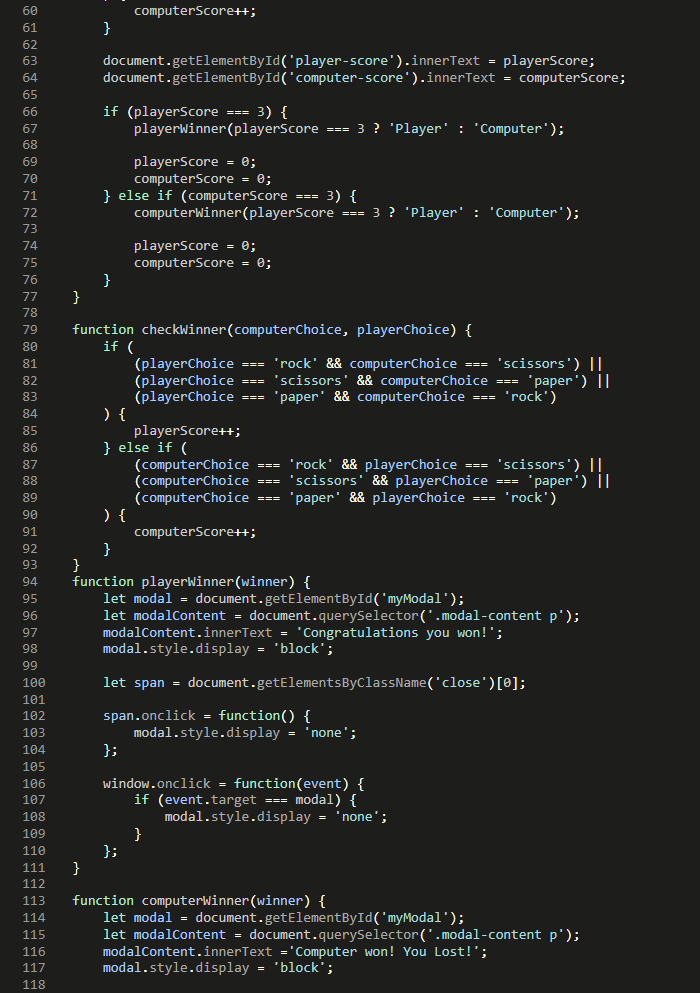 60 computerScore++;
61 }
62
63 document.getElementById('player-score').innerText = playerScore;
64 document.getElementById('computer-score').innerText = computerScore;
65
66 if (playerScore === 3) {
67 playerWinner(playerScore === 3 ? 'Player' : 'Computer');
68
69 playerScore = 0;
70 computerScore = 0;
71 } else if (computerScore === 3) {
72 computerWinner(playerScore === 3 ? 'Player' : 'Computer');
73
74 playerScore = 0;
75 computerScore = 0;
76 }
77 }
78
79 function checkWinner(computerChoice, playerChoice) {
80 if (
81 (playerChoice === 'rock' && computerChoice === 'scissors') ||
82 (playerChoice === 'scissors' && computerChoice === 'paper') ||
83 (playerChoice === 'paper' && computerChoice === 'rock')
84 ) {
85 playerScore++;
86 } else if (
87 (computerChoice === 'rock' && playerChoice === 'scissors') ||
88 (computerChoice === 'scissors' && playerChoice === 'paper') ||
89 (computerChoice === 'paper' && playerChoice === 'rock')
90 ) {
91 computerScore++;
92 }
93 }
94 function playerWinner(winner) {
95 let modal = document.getElementById('myModal');
96 let modalContent = document.querySelector('.modal-content p');
97 modalContent.innerText = 'Congratulations you won!';
98 modal.style.display = 'block';
99
100 let span = document.getElementsByClassName('close')[0];
101
102 span.onclick = function() {
103 modal.style.display = 'none';
104 };
105
106 window.onclick = function(event) {
107 if (event.target === modal) {
108 modal.style.display = 'none';
109 }
110 };
111 }
112
113 function computerWinner(winner) {
114 let modal = document.getElementById('myModal');
115 let modalContent = document.querySelector('.modal-content p');
116 modalContent.innerText ='Computer won! You Lost!';
117 modal.style.display = 'block';
118